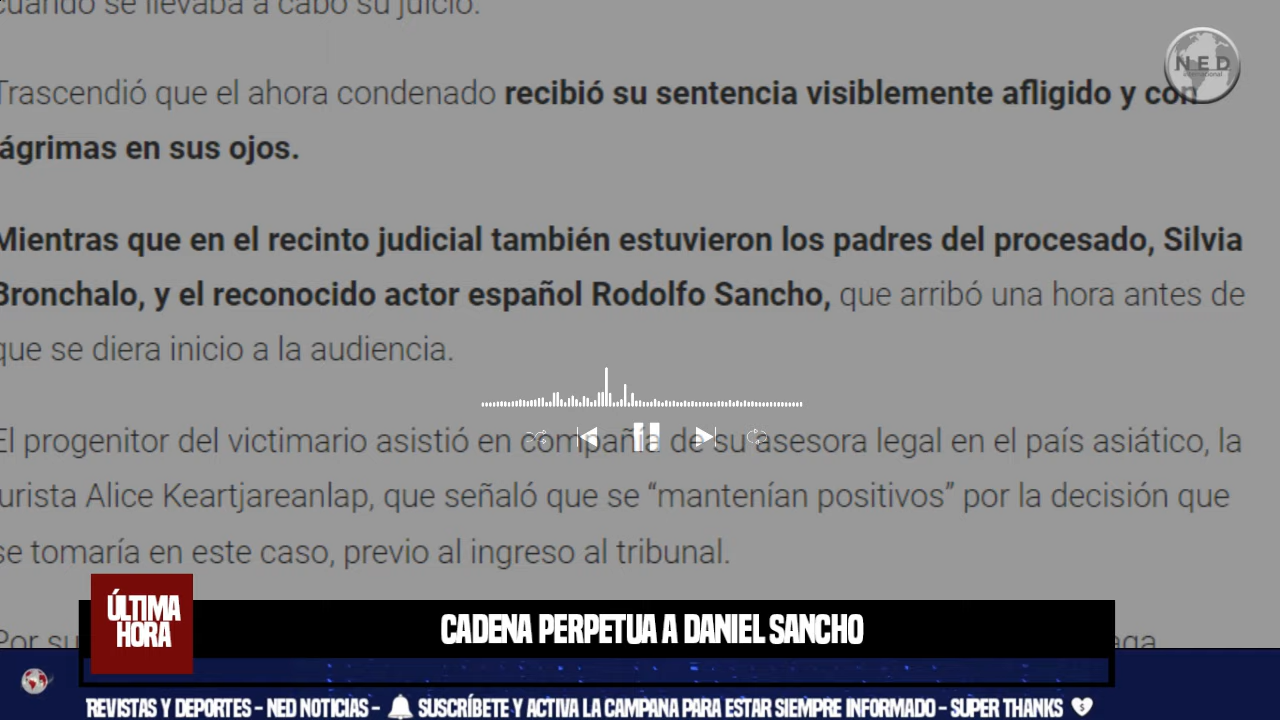 cuando se llevaba a cabo su juicio.
NED
international
Trascendió que el ahora condenado recibió su sentencia visiblemente afligido y con
lágrimas en sus ojos.
Mientras que en el recinto judicial también estuvieron los padres del procesado, Silvia
Bronchalo, y el reconocido actor español Rodolfo Sancho, que arribó una hora antes de
que se diera inicio a la audiencia.
El progenitor del victimario asistió en compañía de su asesora legal en el país asiático, la
jurista Alice Keartjareanlap, que señaló que se “mantenían positivos” por la decisión que
se tomaría en este caso, previo al ingreso al tribunal.
ÚLTIMA
HORA
CADENA PERPETUA A DANIEL SANCHO
Por su
REVISTAS Y DEPORTES - NED NOTICIAS - SUSCRÍBETE Y ACTIVA LA CAMPANA PARA ESTAR SIEMPRE INFORMADO - SUPER THANKS